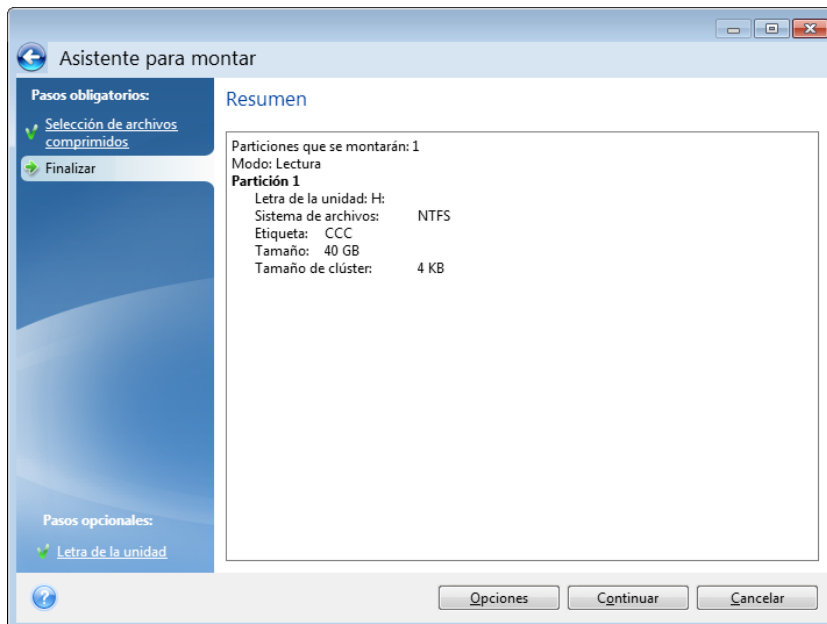 Asistente para montar
Pasos obligatorios:
Selección de archivos
comprimidos
Finalizar
Pasos opcionales:
Letra de la unidad
Resumen
Particiones que se montarán: 1
Modo: Lectura
Partición 1
Letra de la unidad: H:
Sistema de archivos: NTFS
Etiqueta: CCC
Tamaño: 40 GB
Tamaño de clúster: 4 KB
Opciones
Continuar
Cancelar